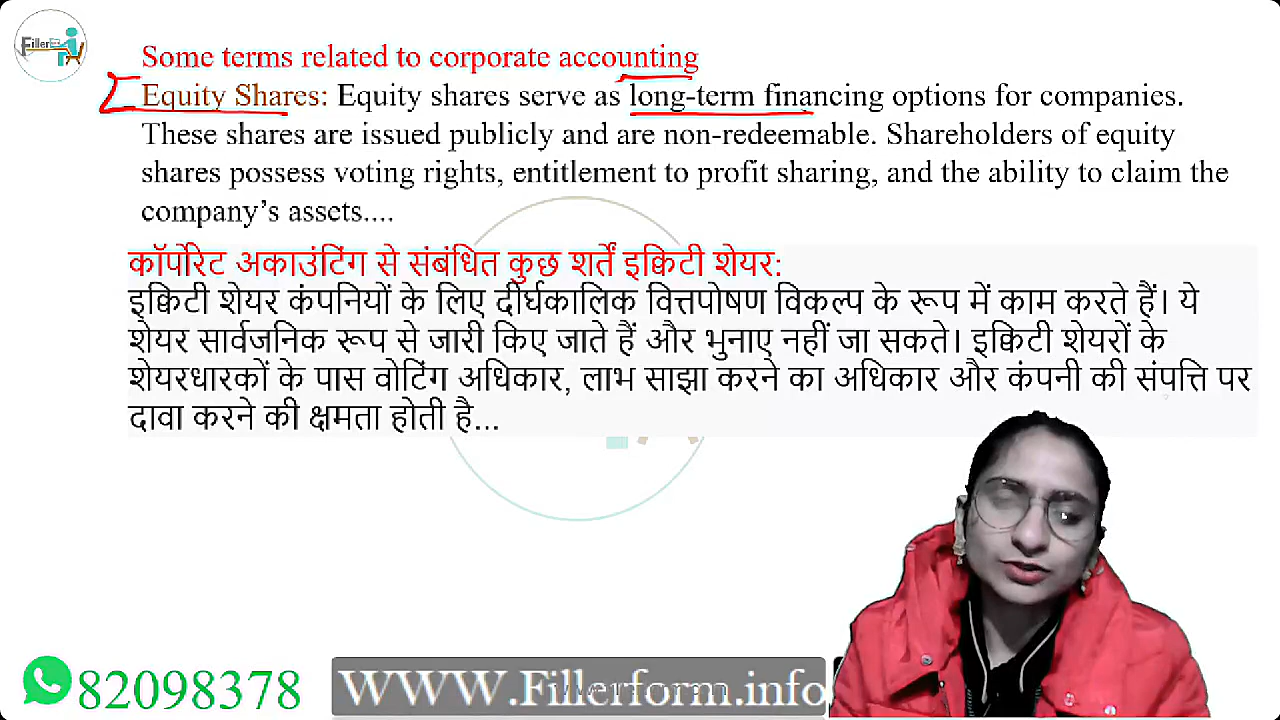 Filler
Some terms related to corporate accounting
Equity Shares: Equity shares serve as long-term financing options for companies.
These shares are issued publicly and are non-redeemable. Shareholders of equity
shares possess voting rights, entitlement to profit sharing, and the ability to claim the
company’s assets....
कॉर्पोरेट अकाउंटिंग से संबंधित कुछ शर्तें इक्विटी शेयर:
इक्विटी शेयर कंपनियों के लिए दीर्घकालिक वित्तपोषण विकल्प के रूप में काम करते हैं। ये
शेयर सार्वजनिक रूप से जारी किए जाते हैं और भुनाए नहीं जा सकते। इक्विटी शेयरों के
शेयरधारकों के पास वोटिंग अधिकार, लाभ साझा करने का अधिकार और कंपनी की संपत्ति पर
दावा करने की क्षमता होती है...
82098378
WWW.Fillerform.info